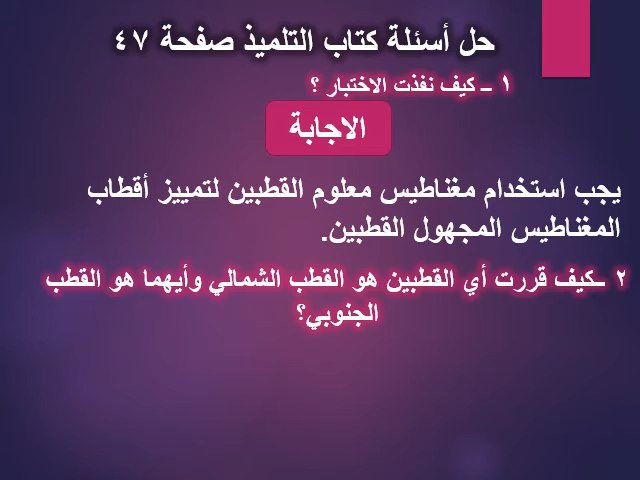 حل أسئلة كتاب التلميذ صفحة ٤٧
١ – كيف نفذت الاختبار ؟
الاجابة
يجب استخدام مغناطيس معلوم القطبين لتمييز أقطاب
المغناطيس المجهول القطبين.
٢ –كيف قررت أي القطبين هو القطب الشمالي وأيهما هو القطب
الجنوبي؟